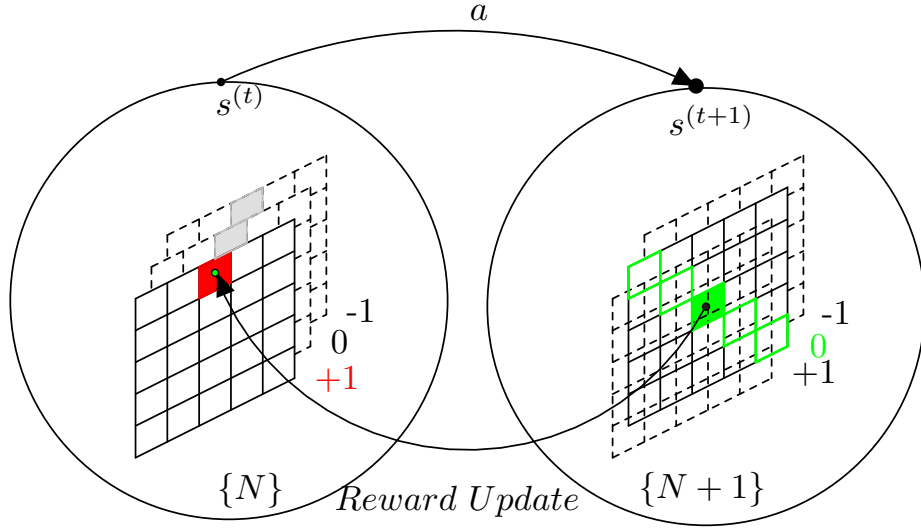 a
s^{(t)}
s^{(t+1)}
-1
0
+1
-1
0
+1
{N}
Reward Update
{N + 1}